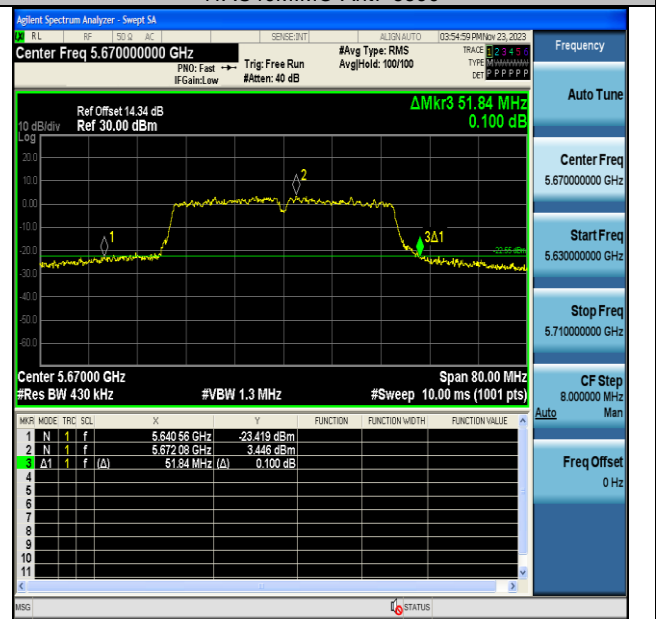 Agilent Spectrum Analyzer - Swept SA
RL RF 50 Ω AC SENSE:INT ALIGN AUTO 03:54:59 PM Nov 23, 2023
Center Freq 5.670000000 GHz
PNO: Fast
IFGain:Low
Trig: Free Run
#Atten: 40 dB
#Avg Type: RMS
Avg|Hold: 100/100
TRACE 1 2 3 4 5 6
TYPE MWWWWW
DET P P P P P P
Frequency
Auto Tune
Center Freq
5.670000000 GHz
Start Freq
5.630000000 GHz
Stop Freq
5.710000000 GHz
CF Step
8.000000 MHz
Auto Man
Freq Offset
0 Hz
ΔMkr3 51.84 MHz
0.100 dB
Ref Offset 14.34 dB
10 dB/div Ref 30.00 dBm
Log
20.0
10.0
0.00
-10.0
-20.0
-30.0
-40.0
-50.0
-60.0
1
2
3Δ1
-22.55 dBm
Center 5.67000 GHz Span 80.00 MHz
#Res BW 430 kHz #VBW 1.3 MHz #Sweep 10.00 ms (1001 pts)
MKR MODE TRC SCL X Y FUNCTION FUNCTION WIDTH FUNCTION VALUE
1 N 1 f 5.640 56 GHz -23.419 dBm
2 N 1 f 5.672 08 GHz 3.446 dBm
3 Δ1 1 f (Δ) 51.84 MHz (Δ) 0.100 dB
4
5
6
7
8
9
10
11
MSG STATUS